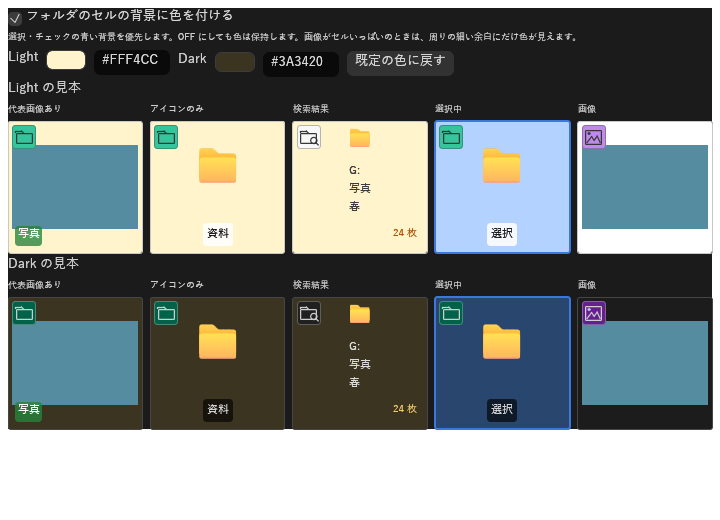 フォルダのセルの背景に色を付ける
選択・チェックの青い背景を優先します。OFF にしても色は保持します。画像がセルいっぱいのときは、周りの細い余白にだけ色が見えます。
Light #FFF4CC Dark #3A3420 既定の色に戻す
Light の見本
代表画像あり アイコンのみ 検索結果 選択中 画像
G:
写真
春
写真 資料 24 枚 選択
Dark の見本
代表画像あり アイコンのみ 検索結果 選択中 画像
G:
写真
春
写真 資料 24 枚 選択